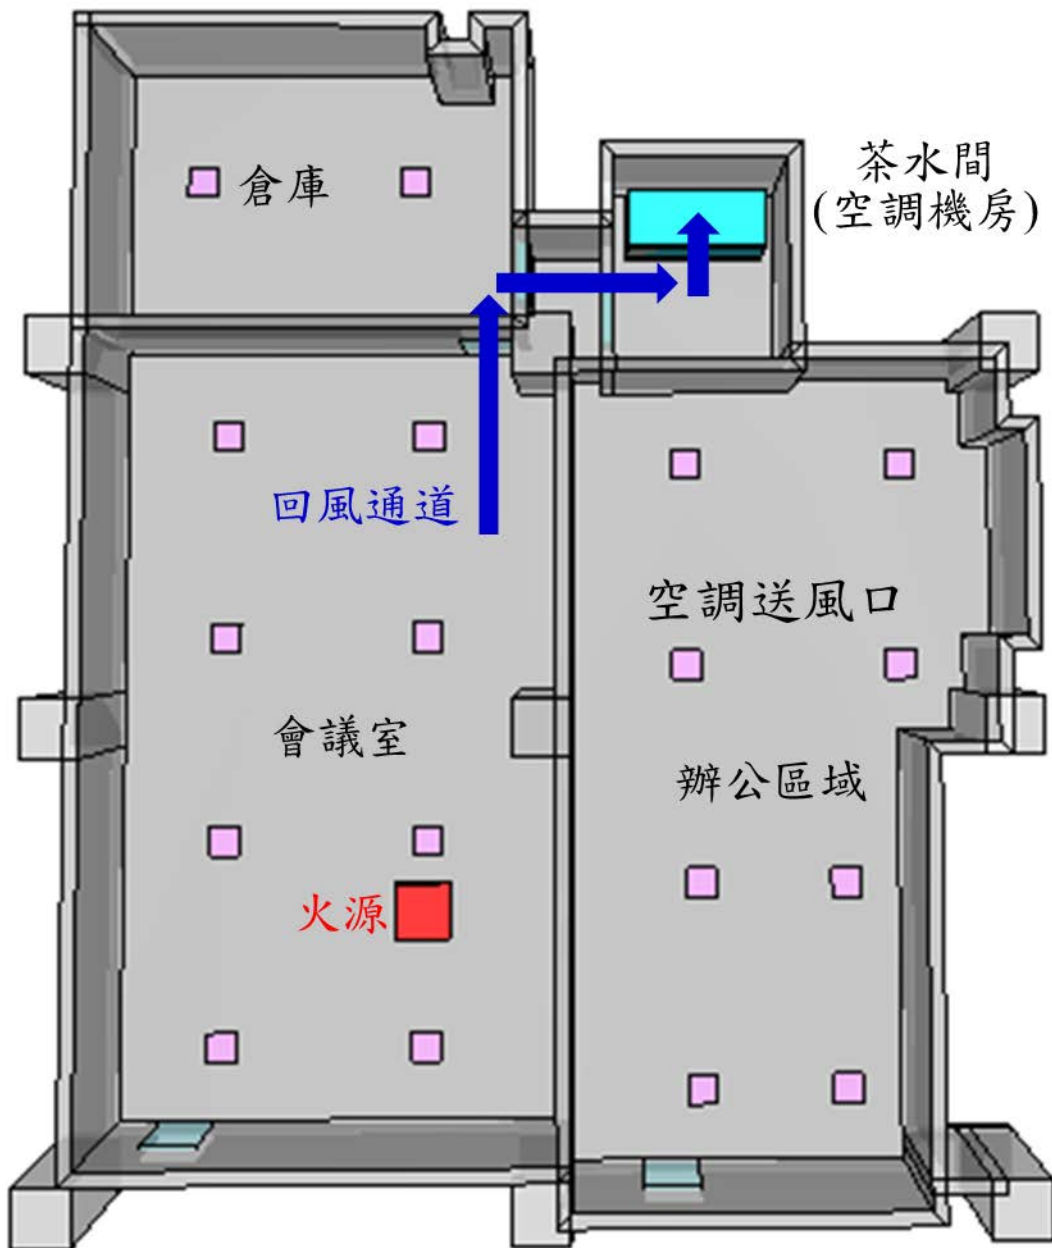 倉庫
茶水間
(空調機房)
回風通道
空調送風口
會議室
辦公區域
火源